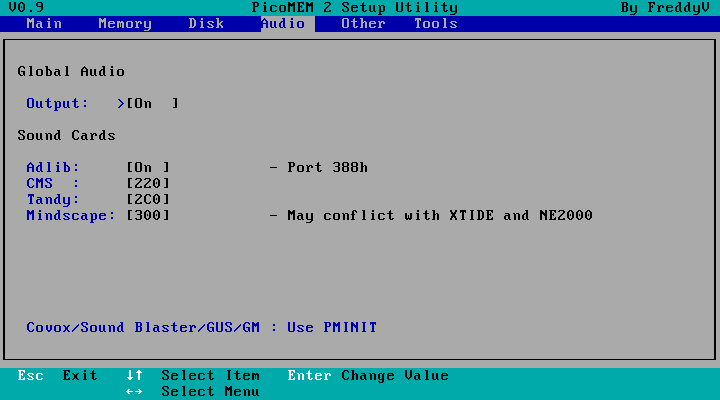 V0.9 PicoMEM 2 Setup Utility By FreddyV
Main Memory Disk Audio Other Tools
Global Audio
Output: >[On ]
Sound Cards
Adlib: [On ] - Port 388h
CMS : [220]
Tandy: [2C0]
Mindscape: [300] - May conflict with XTIDE and NE2000
Covox/Sound Blaster/GUS/GM : Use PMINIT
Esc Exit ↓↑ Select Item Enter Change Value
←→ Select Menu